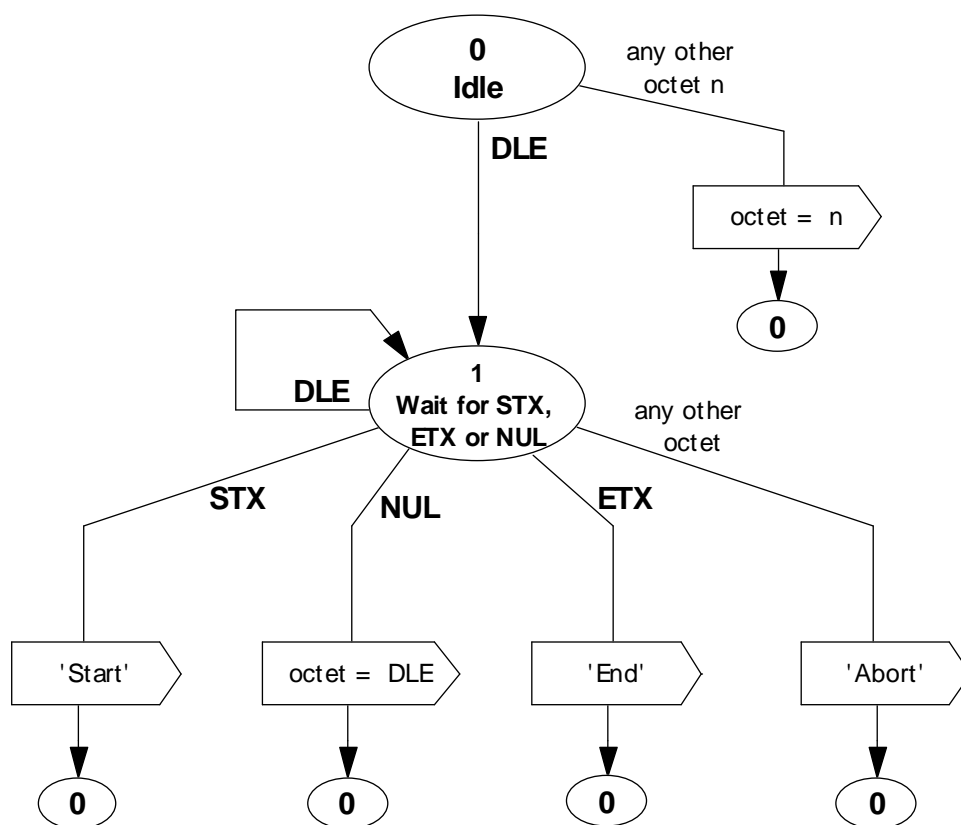 0
Idle
any other
octet n
DLE
octet = n
0
DLE
1
Wait for STX,
ETX or NUL
any other
octet
STX
NUL
ETX
'Start'
octet = DLE
'End'
'Abort'
0
0
0
0